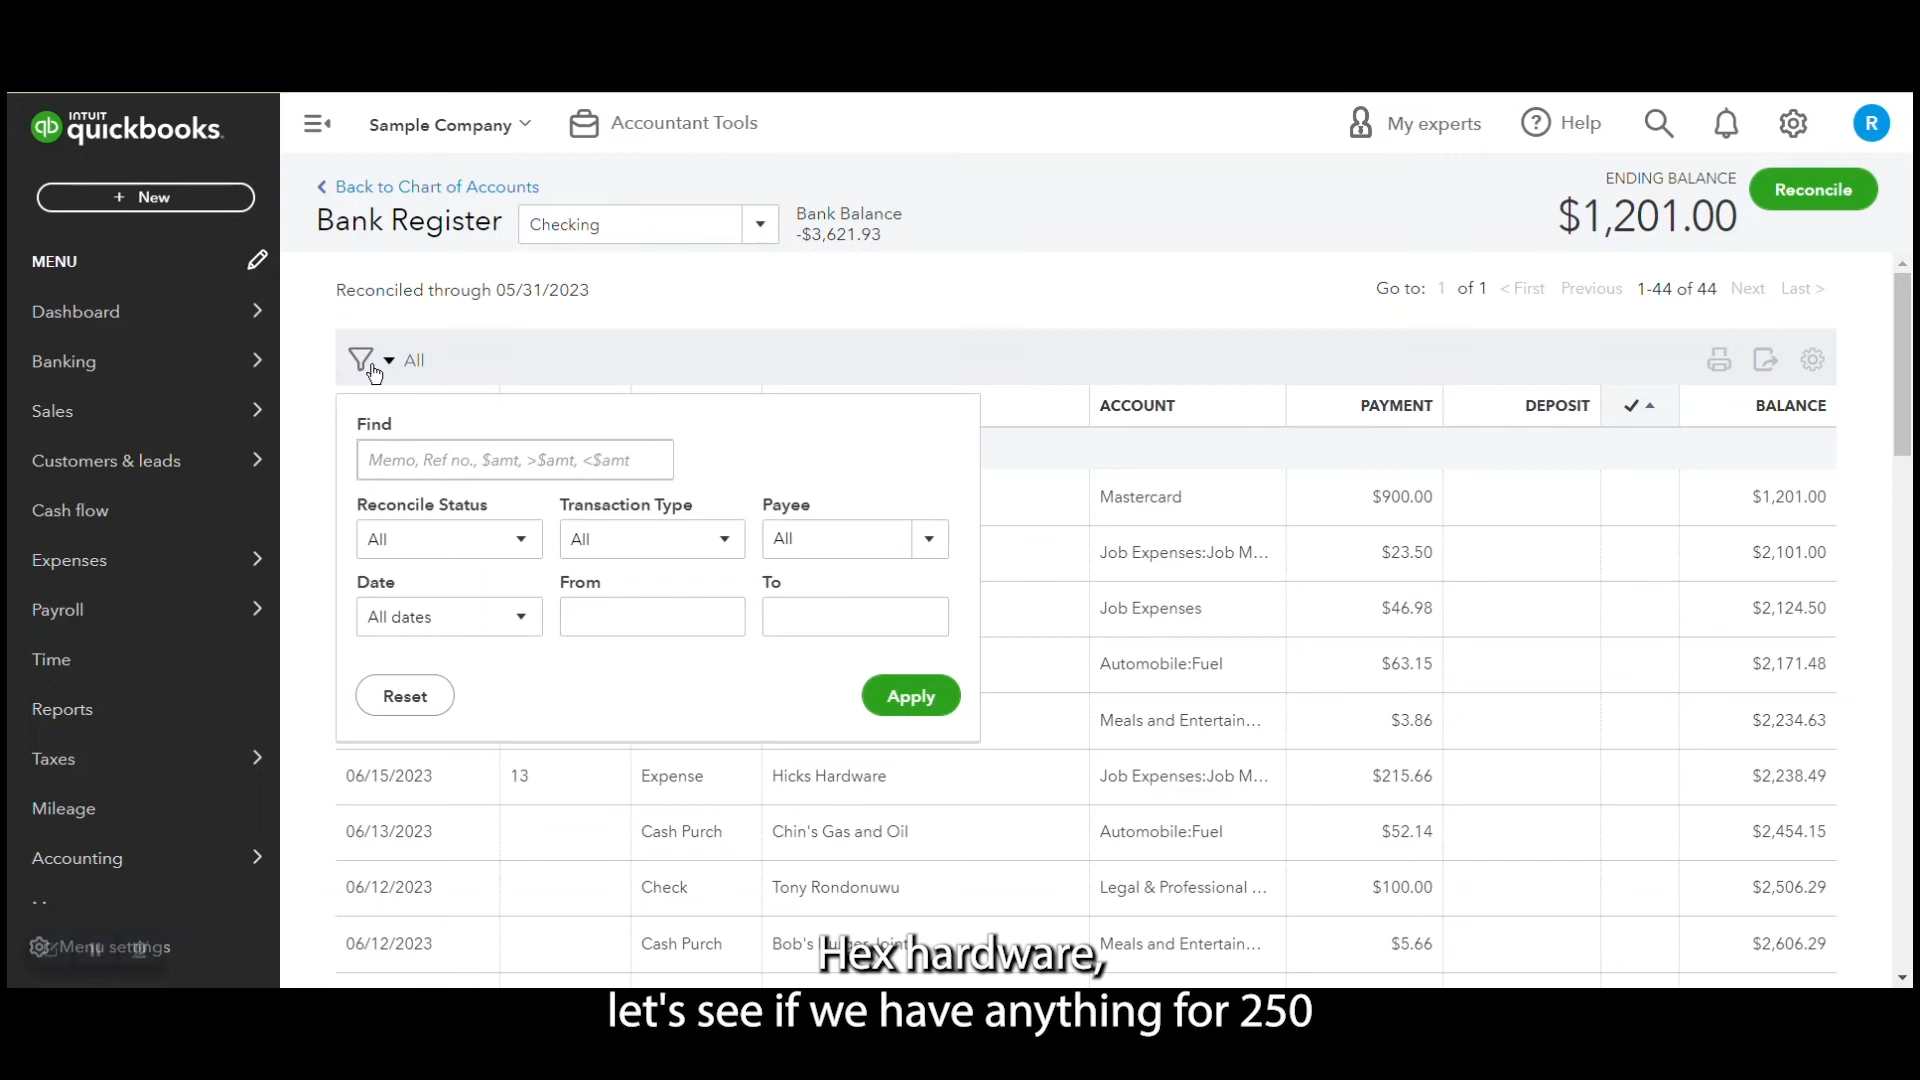 INTUIT
quickbooks.
Sample Company
Accountant Tools
My experts
Help
R
+ New
Back to Chart of Accounts
Bank Register
Checking
Bank Balance
-$3,621.93
ENDING BALANCE
$1,201.00
Reconcile
MENU
Dashboard
Banking
Sales
Customers & leads
Cash flow
Expenses
Payroll
Time
Reports
Taxes
Mileage
Accounting
Menu settings
Reconciled through 05/31/2023
Go to: 1 of 1 < First Previous 1-44 of 44 Next Last >
All
ACCOUNT PAYMENT DEPOSIT ✓ BALANCE
Find
Memo, Ref no., $amt, >$amt, <$amt
Reconcile Status Transaction Type Payee
All All All
Date From To
All dates
Reset Apply
Mastercard $900.00 $1,201.00
Job Expenses:Job M... $23.50 $2,101.00
Job Expenses $46.98 $2,124.50
Automobile:Fuel $63.15 $2,171.48
Meals and Entertain... $3.86 $2,234.63
06/15/2023 13 Expense Hicks Hardware Job Expenses:Job M... $215.66 $2,238.49
06/13/2023 Cash Purch Chin's Gas and Oil Automobile:Fuel $52.14 $2,454.15
06/12/2023 Check Tony Rondonuwu Legal & Professional ... $100.00 $2,506.29
06/12/2023 Cash Purch Bob's Burger Joint Meals and Entertain... $5.66 $2,606.29
Hex hardware,
let's see if we have anything for 250